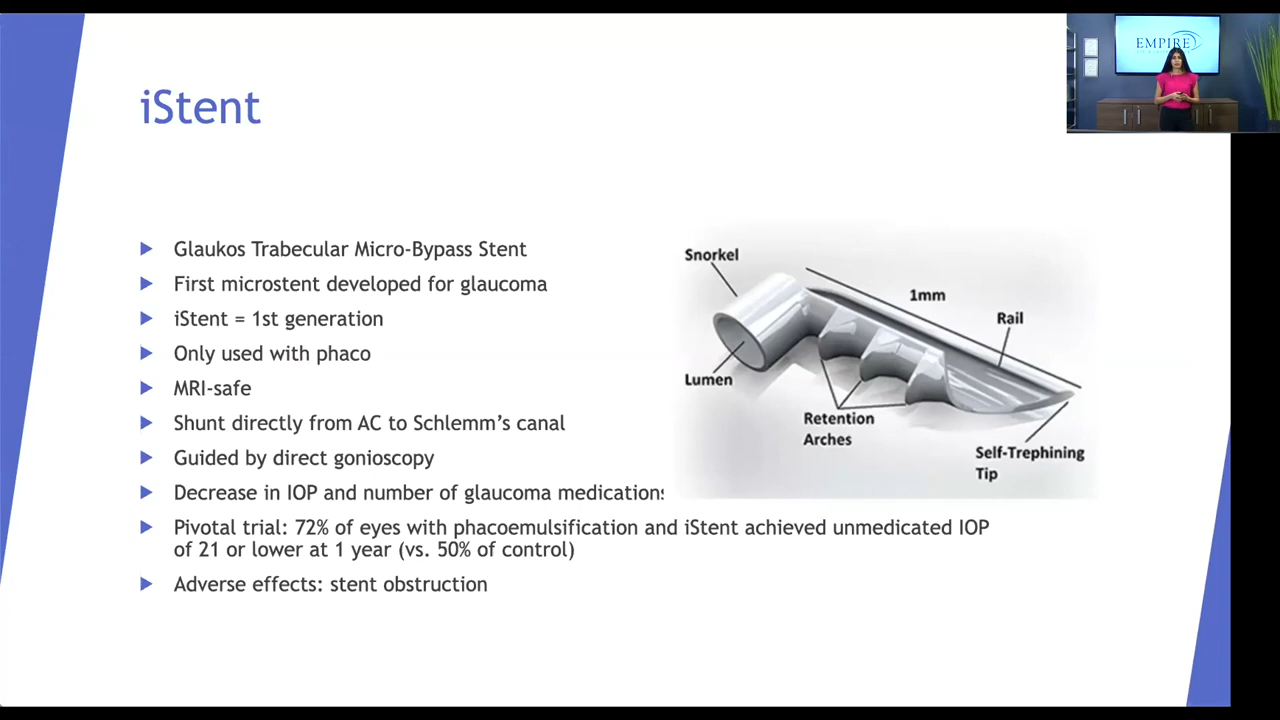 EMPIRE
iStent
Glaukos Trabecular Micro-Bypass Stent
First microstent developed for glaucoma
iStent = 1st generation
Only used with phaco
MRI-safe
Shunt directly from AC to Schlemm's canal
Guided by direct gonioscopy
Decrease in IOP and number of glaucoma medications
Pivotal trial: 72% of eyes with phacoemulsification and iStent achieved unmedicated IOP
of 21 or lower at 1 year (vs. 50% of control)
Adverse effects: stent obstruction
Snorkel
1mm
Rail
Lumen
Retention
Arches
Self-Trephining
Tip